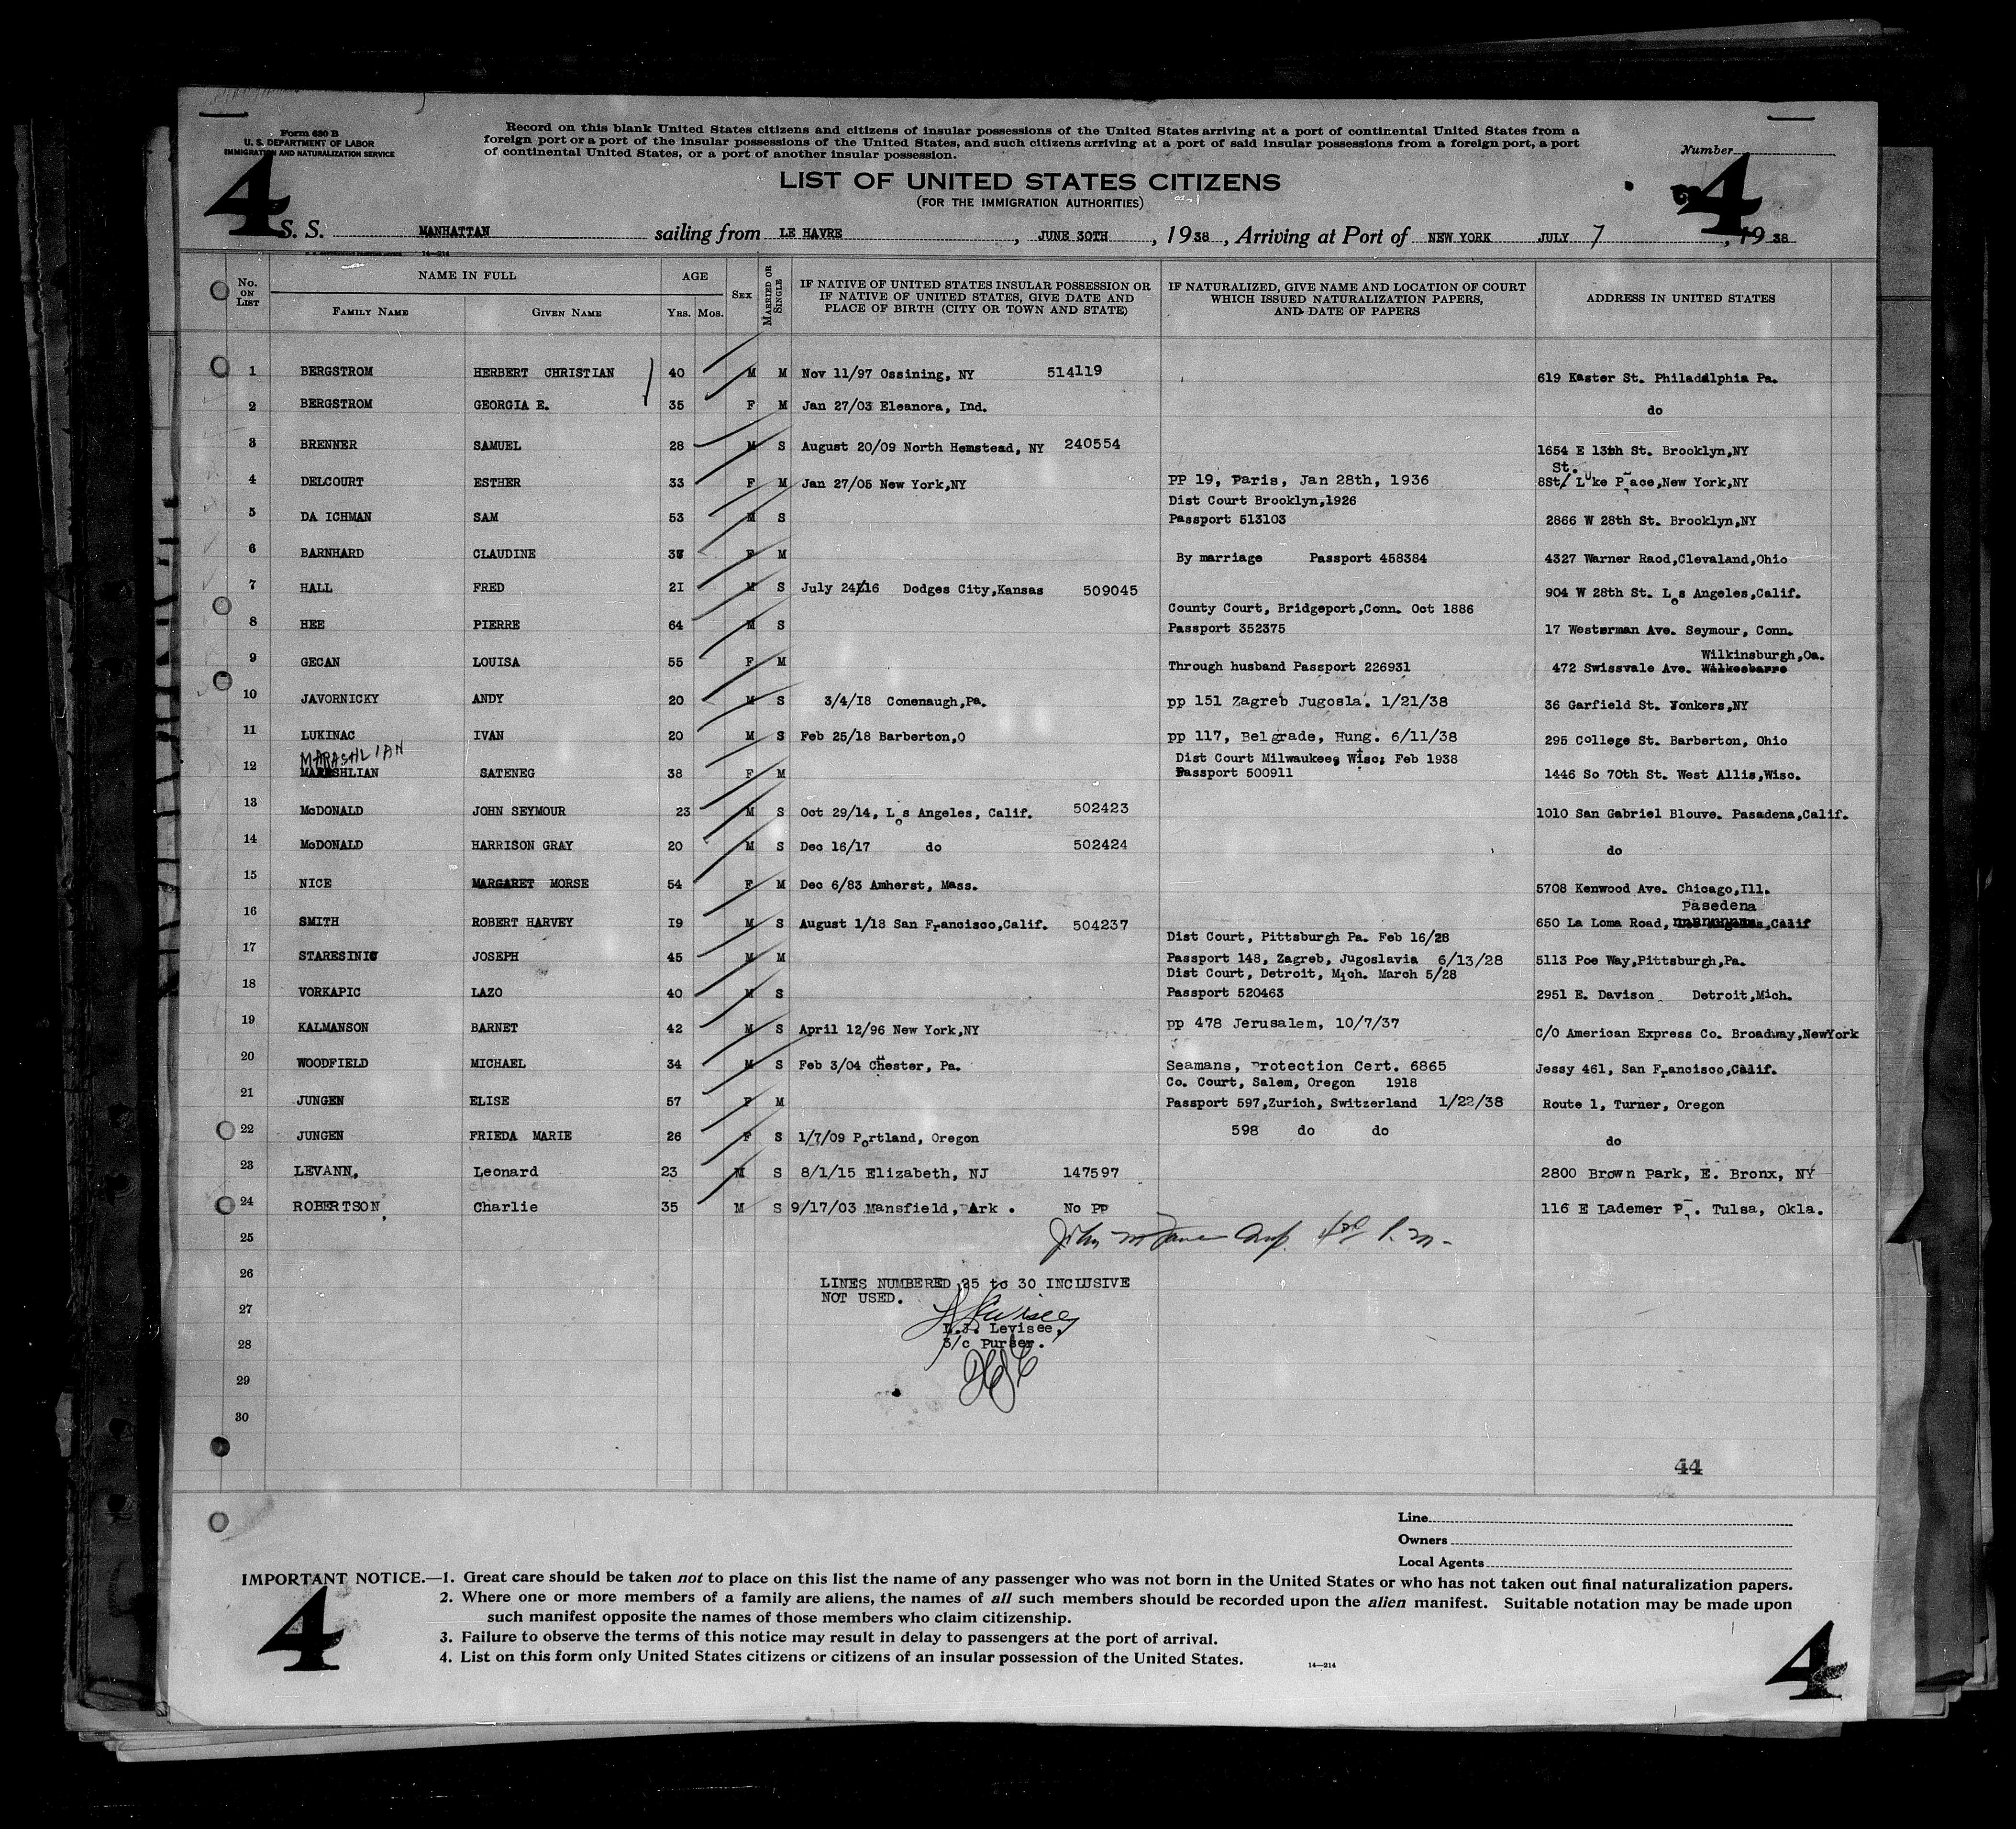 Form 630 B
U. S. DEPARTMENT OF LABOR
IMMIGRATION AND NATURALIZATION SERVICE
Record on this blank United States citizens and citizens of insular possessions of the United States arriving at a port of continental United States from a
foreign port or a port of the insular possessions of the United States, and such citizens arriving at a port of said insular possessions from a foreign port, a port
of continental United States, or a port of another insular possession.
Number
4
4
LIST OF UNITED STATES CITIZENS
(FOR THE IMMIGRATION AUTHORITIES)
S. S. MANHATTAN sailing from LE HAVRE, JUNE 30TH, 1938, Arriving at Port of NEW YORK JULY 7, 1938
14—214
No. ON LIST NAME IN FULL AGE SEX MARRIED OR SINGLE IF NATIVE OF UNITED STATES INSULAR POSSESSION OR IF NATIVE OF UNITED STATES, GIVE DATE AND PLACE OF BIRTH (CITY OR TOWN AND STATE) IF NATURALIZED, GIVE NAME AND LOCATION OF COURT WHICH ISSUED NATURALIZATION PAPERS, AND DATE OF PAPERS ADDRESS IN UNITED STATES
FAMILY NAME GIVEN NAME YRS. MOS.
1 BERGSTROM HERBERT CHRISTIAN 40 M M Nov 11/97 Ossining, NY 514119 619 Kaster St. Philadalphia Pa.
2 BERGSTROM GEORGIA E. 35 F M Jan 27/03 Eleanora, Ind. do
3 BRENNER SAMUEL 28 M S August 20/09 North Hemstead, NY 240554 1654 E 13th St. Brooklyn,NY
St.
4 DELCOURT ESTHER 33 F M Jan 27/05 New York,NY PP 19, Paris, Jan 28th, 1936 8St/ Luke Place,New York,NY
Dist Court Brooklyn,1926
5 DA ICHMAN SAM 53 M S Passport 513103 2866 W 28th St. Brooklyn,NY
6 BARNHARD CLAUDINE 37 F M By marriage Passport 458384 4327 Warner Raod,Clevaland,Ohio
7 HALL FRED 21 M S July 24/16 Dodges City,Kansas 509045 904 W 28th St. Los Angeles,Calif.
County Court, Bridgeport,Conn. Oct 1886
8 HEE PIERRE 64 M S Passport 352375 17 Westerman Ave. Seymour, Conn.
Wilkinsburgh,Oa.
9 GECAN LOUISA 55 F M Through husband Passport 226931 472 Swissvale Ave. Wilkesbarre
10 JAVORNICKY ANDY 20 M S 3/4/18 Conenaugh,Pa. pp 151 Zagreb Jugosla. 1/21/38 36 Garfield St. Yonkers,NY
11 LUKINAC IVAN 20 M S Feb 25/18 Barberton,O pp 117, Belgrade, Hung. 6/11/38 295 College St. Barberton, Ohio
MARASHLIAN Dist Court Milwaukee, Wisc; Feb 1938
12 MARASHLIAN SATENEG 38 F M Passport 500911 1446 So 70th St. West Allis,Wisc.
13 McDONALD JOHN SEYMOUR 23 M S Oct 29/14, Los Angeles, Calif. 502423 1010 San Gabriel Blouve. Pasadena,Calif.
14 McDONALD HARRISON GRAY 20 M S Dec 16/17 do 502424 do
15 NICE MARGARET MORSE 54 F M Dec 6/83 Amherst, Mass. 5708 Kenwood Ave. Chicago,Ill.
Pasedena
16 SMITH ROBERT HARVEY 19 M S August 1/18 San Francisco,Calif. 504237 650 La Loma Road, Los Angeles,Calif
Dist Court, Pittsburgh Pa. Feb 16/28
17 STARESINIC JOSEPH 45 M M Passport 148, Zagreb, Jugoslavia 6/13/28 5113 Poe Way,Pittsburgh,Pa.
Dist Court, Detroit, Mich. March 5/28
18 VORKAPIC LAZO 40 M S Passport 520463 2951 E. Davison Detroit,Mich.
19 KALMANSON BARNET 42 M S April 12/96 New York,NY pp 478 Jerusalem, 10/7/37 C/O American Express Co. Broadway,NewYork
20 WOODFIELD MICHAEL 34 M S Feb 3/04 Chester, Pa. Seamans, Protection Cert. 6865 Jessy 461, San Francisco,Calif.
Co. Court, Salem, Oregon 1918
21 JUNGEN ELISE 57 F M Passport 597,Zurich, Switzerland 1/22/38 Route 1, Turner, Oregon
22 JUNGEN FRIEDA MARIE 26 F S 1/7/09 Portland, Oregon 598 do do do
23 LEVANN, Leonard 23 M S 8/1/15 Elizabeth, NJ 147597 2800 Brown Park, E. Bronx, NY
24 ROBERTSON, Charlie 35 M S 9/17/03 Mansfield, Ark . No pp 116 E Lademer Pl. Tulsa, Okla.
25
26 LINES NUMBERED 25 to 30 INCLUSIVE
NOT USED.
27
L.J. Levisee,
28 3/c Purser.
29
30
44
Line
Owners
Local Agents
IMPORTANT NOTICE.—1. Great care should be taken not to place on this list the name of any passenger who was not born in the United States or who has not taken out final naturalization papers.
2. Where one or more members of a family are aliens, the names of all such members should be recorded upon the alien manifest. Suitable notation may be made upon
such manifest opposite the names of those members who claim citizenship.
3. Failure to observe the terms of this notice may result in delay to passengers at the port of arrival.
4. List on this form only United States citizens or citizens of an insular possession of the United States.
14—214
4
4